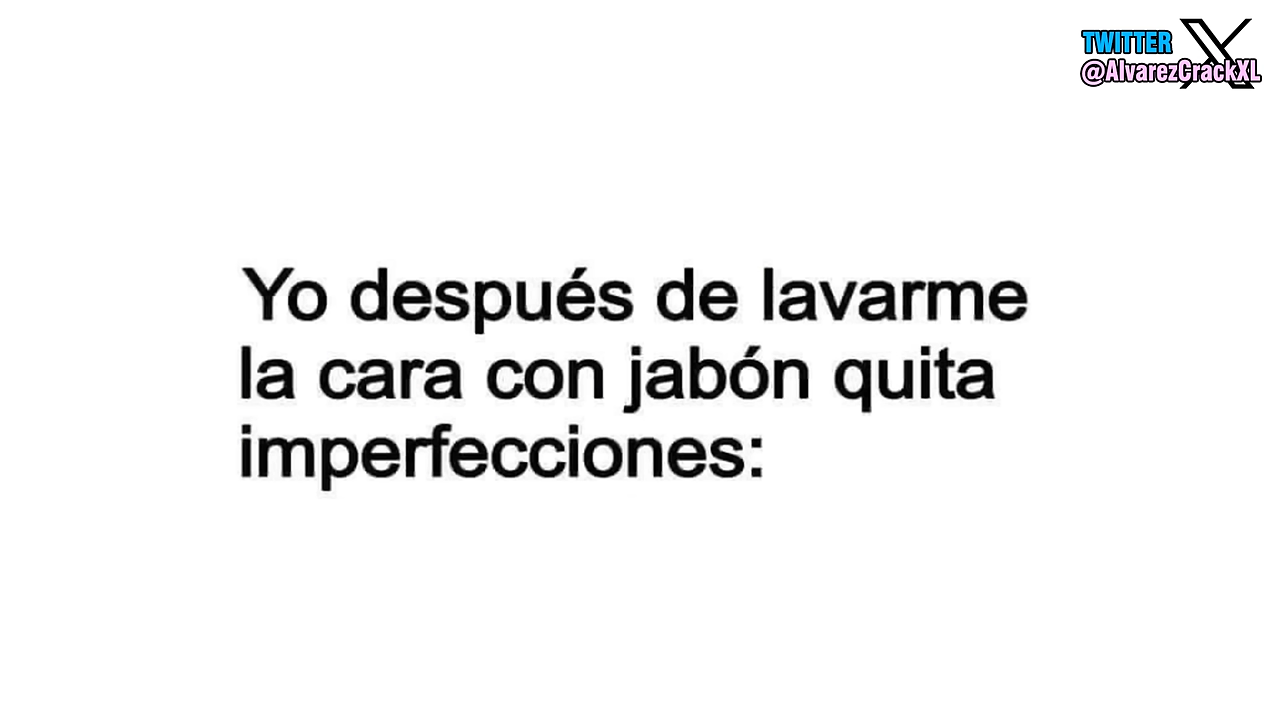 TWITTER
@AlvarezCrackXL
Yo después de lavarme
la cara con jabón quita
imperfecciones: